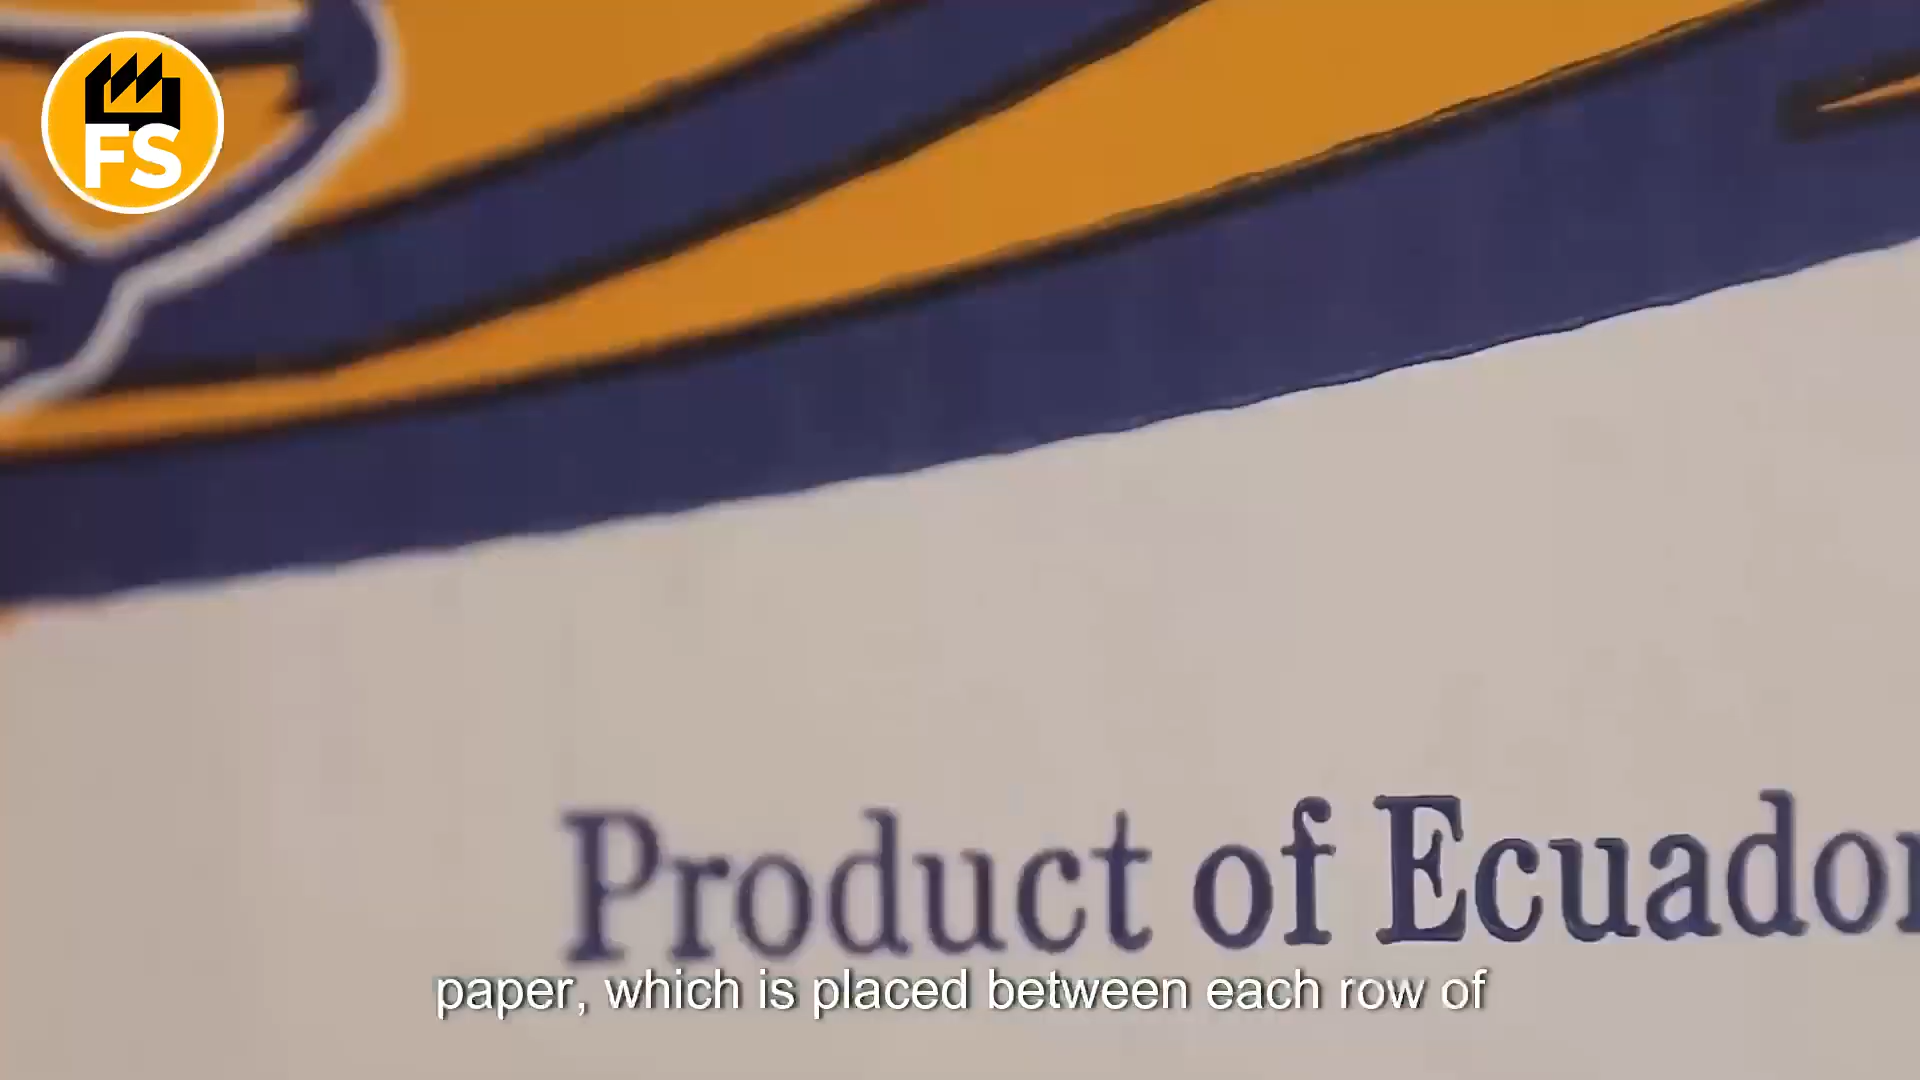 FS
Product of Ecuador
paper, which is placed between each row of